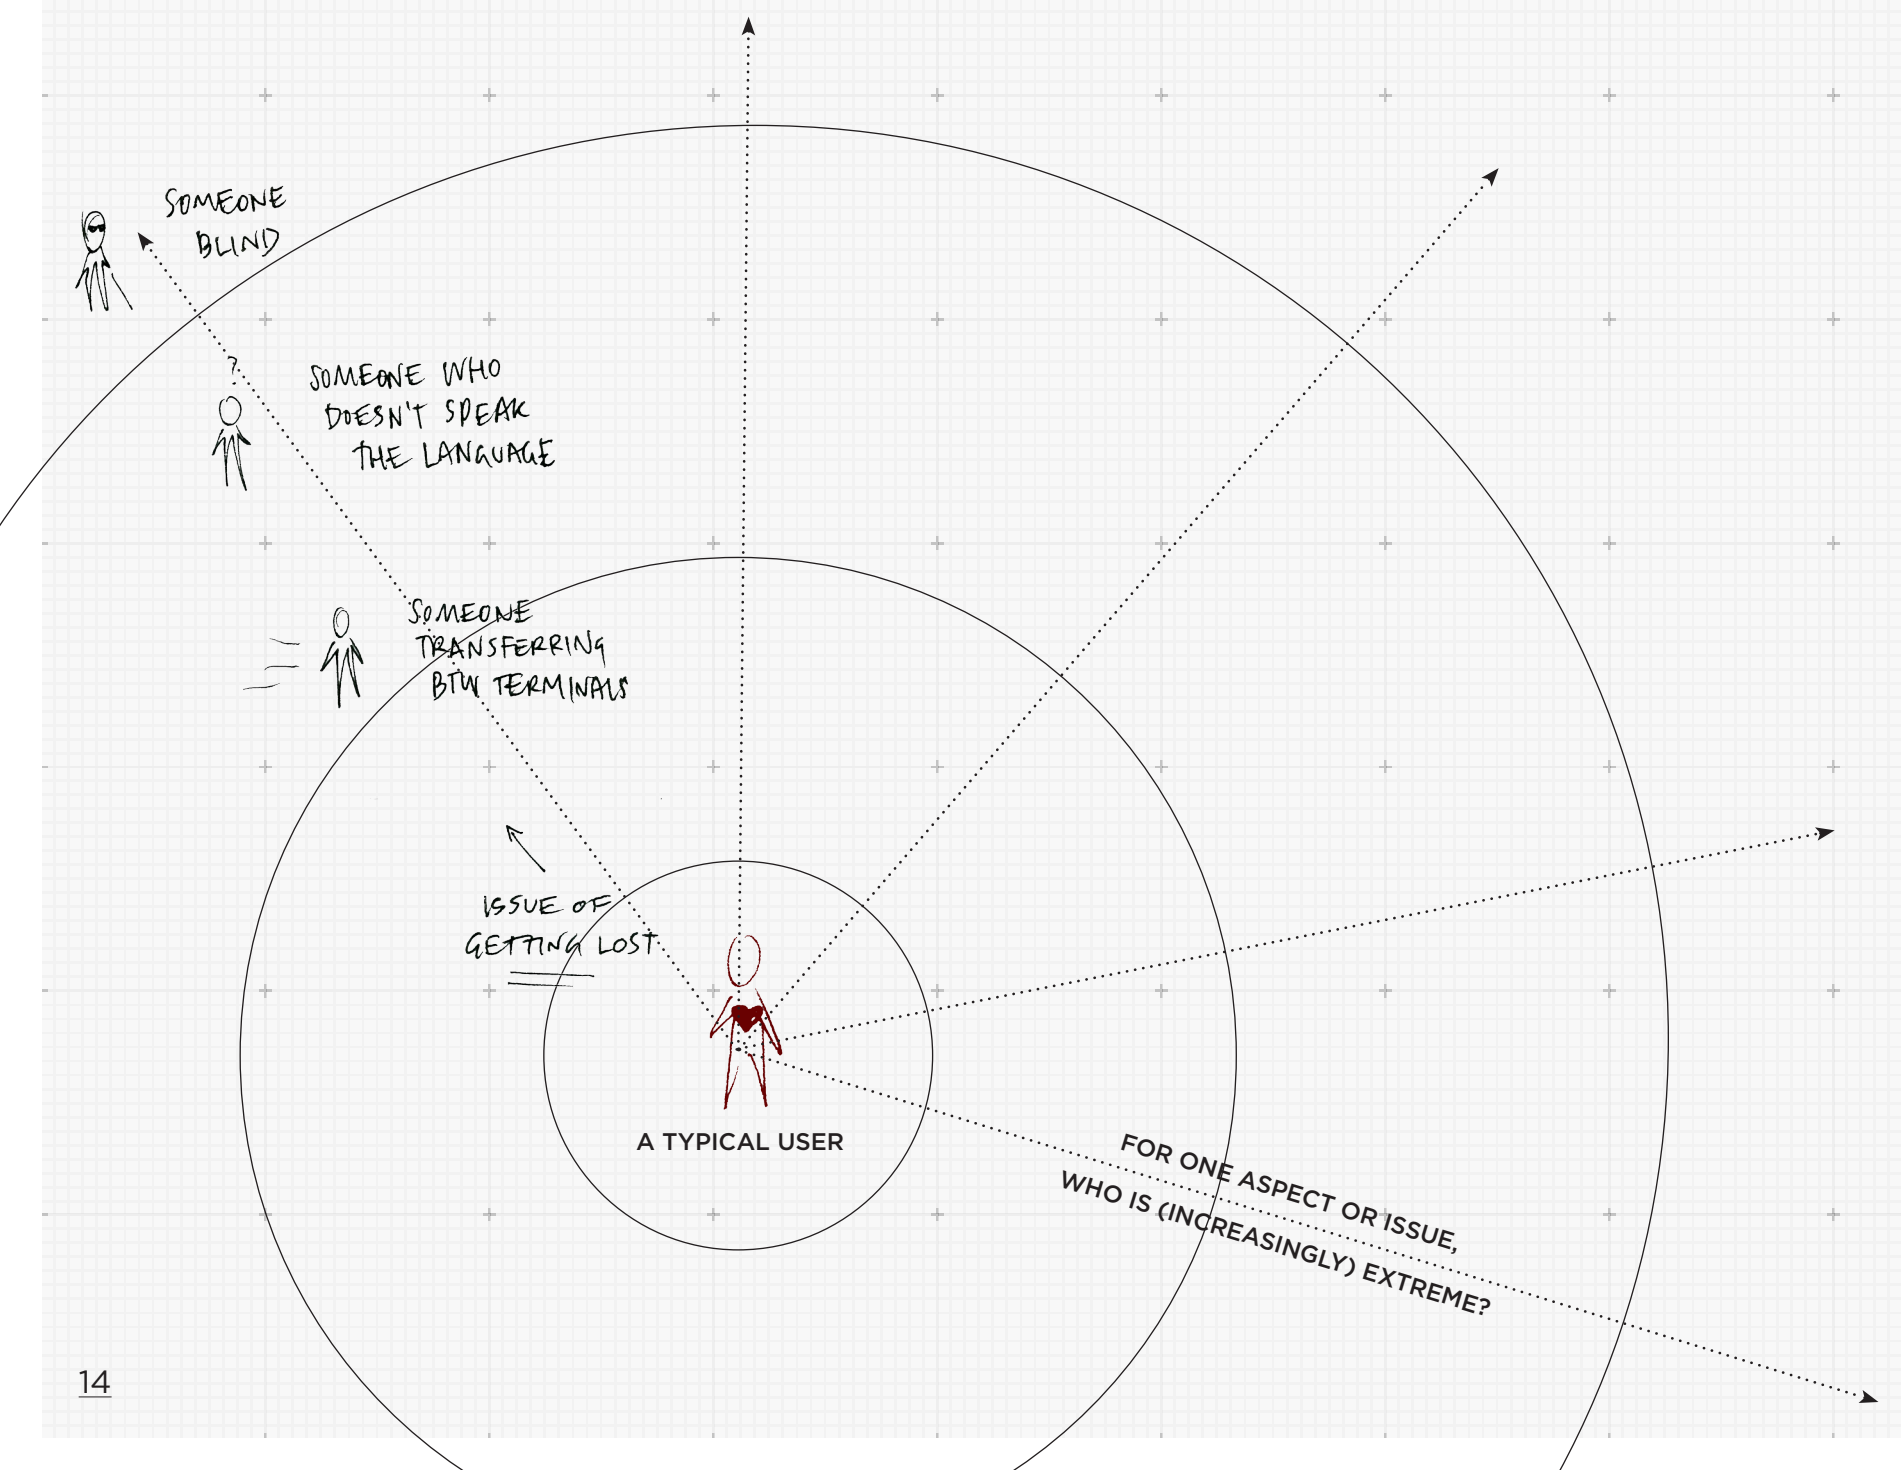 SOMEONE
BLIND
?
SOMEONE WHO
DOESN'T SPEAK
THE LANGUAGE
SOMEONE
TRANSFERRING
BTW TERMINALS
ISSUE OF
GETTING LOST
A TYPICAL USER
FOR ONE ASPECT OR ISSUE,
WHO IS (INCREASINGLY) EXTREME?
14